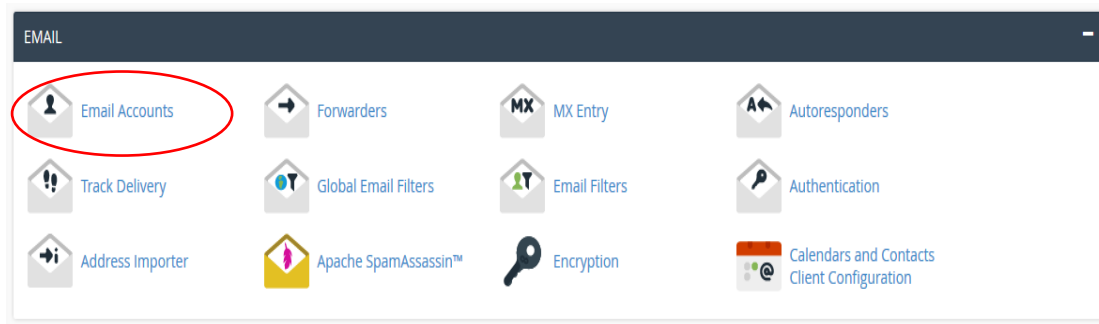 EMAIL
Email Accounts
Forwarders
MX
MX Entry
A
Autoresponders
Track Delivery
Global Email Filters
Email Filters
Authentication
i
Address Importer
Apache SpamAssassin™
Encryption
@
Calendars and Contacts
Client Configuration